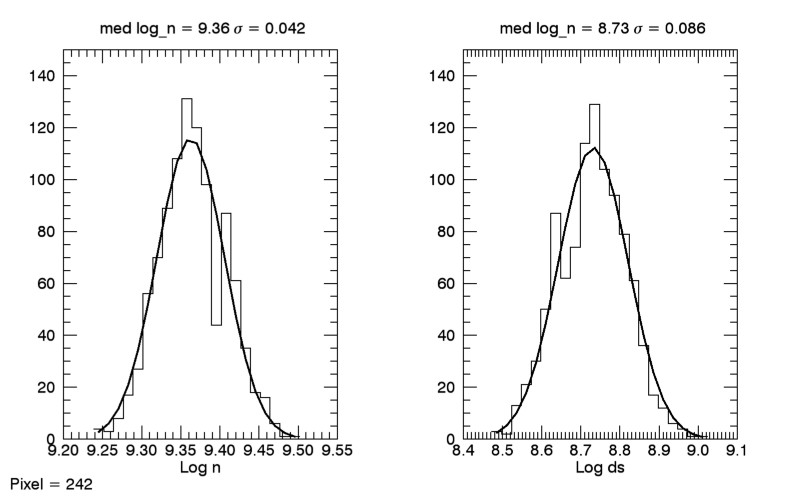 med log_n = 9.36 σ = 0.042
med log_n = 8.73 σ = 0.086
140
120
100
80
60
40
20
0
9.20 9.25 9.30 9.35 9.40 9.45 9.50 9.55
Log n
140
120
100
80
60
40
20
0
8.4 8.5 8.6 8.7 8.8 8.9 9.0 9.1
Log ds
Pixel = 242